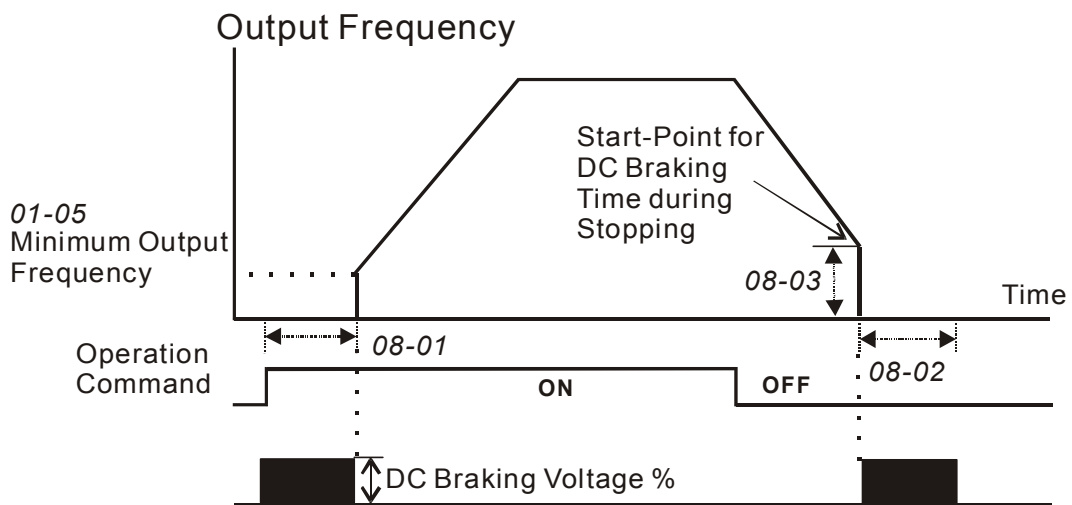 Output Frequency
Start-Point for
DC Braking
Time during
Stopping
01-05
Minimum Output
Frequency
08-03
Time
08-01
Operation
Command
ON
OFF
08-02
DC Braking Voltage %